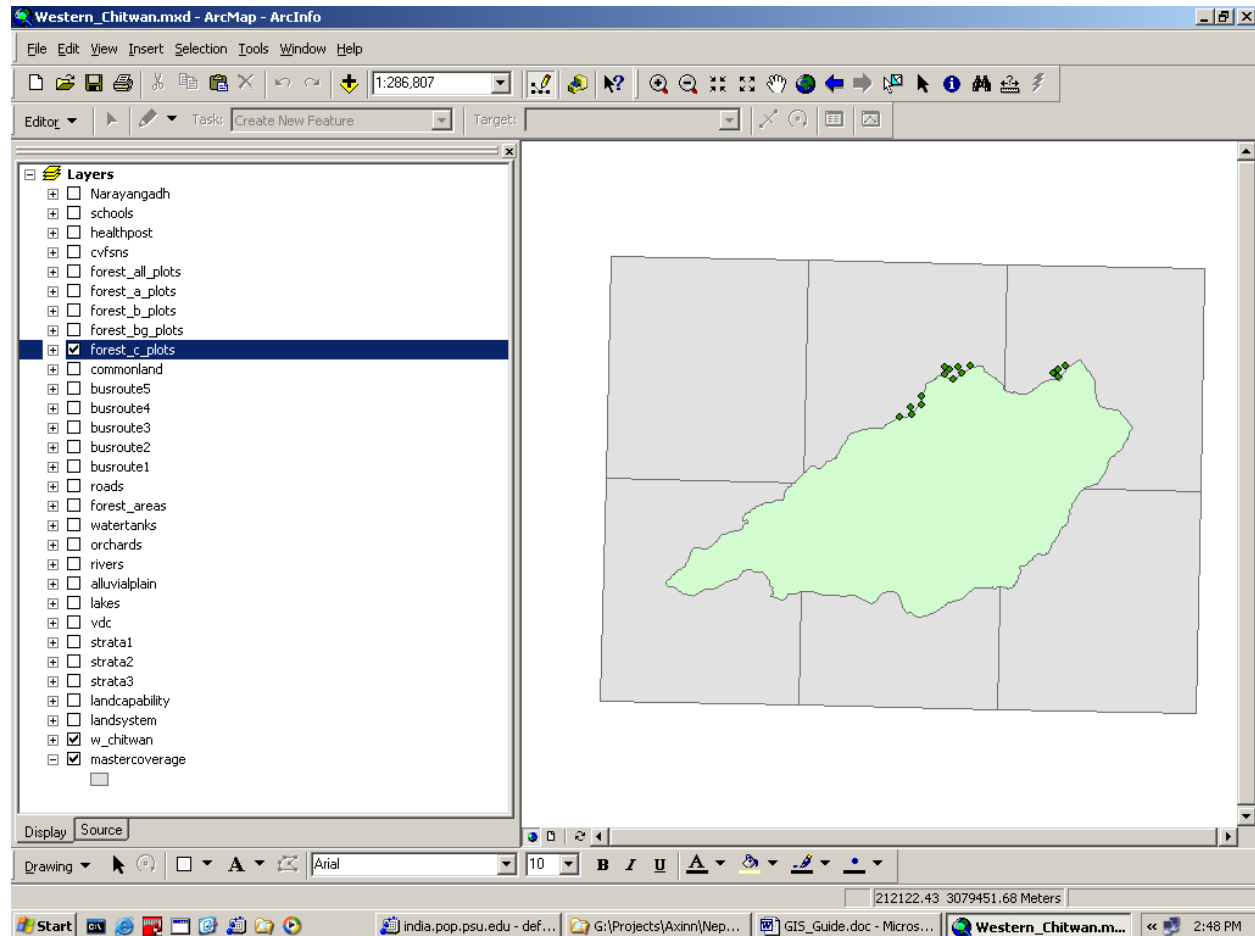 Western_Chitwan.mxd - ArcMap - ArcInfo
File Edit View Insert Selection Tools Window Help
1:286,807
Editor Task: Create New Feature Target:
Layers
Narayangadh
schools
healthpost
cvfsns
forest_all_plots
forest_a_plots
forest_b_plots
forest_bg_plots
forest_c_plots
commonland
busroute5
busroute4
busroute3
busroute2
busroute1
roads
forest_areas
watertanks
orchards
rivers
alluvialplain
lakes
vdc
strata1
strata2
strata3
landcapability
landsystem
w_chitwan
mastercoverage
Display Source
Drawing A Arial 10 B I U A
212122.43 3079451.68 Meters
Start india.pop.psu.edu - def... G:\Projects\Axinn\Nep... GIS_Guide.doc - Micros... Western_Chitwan.m... « 2:48 PM